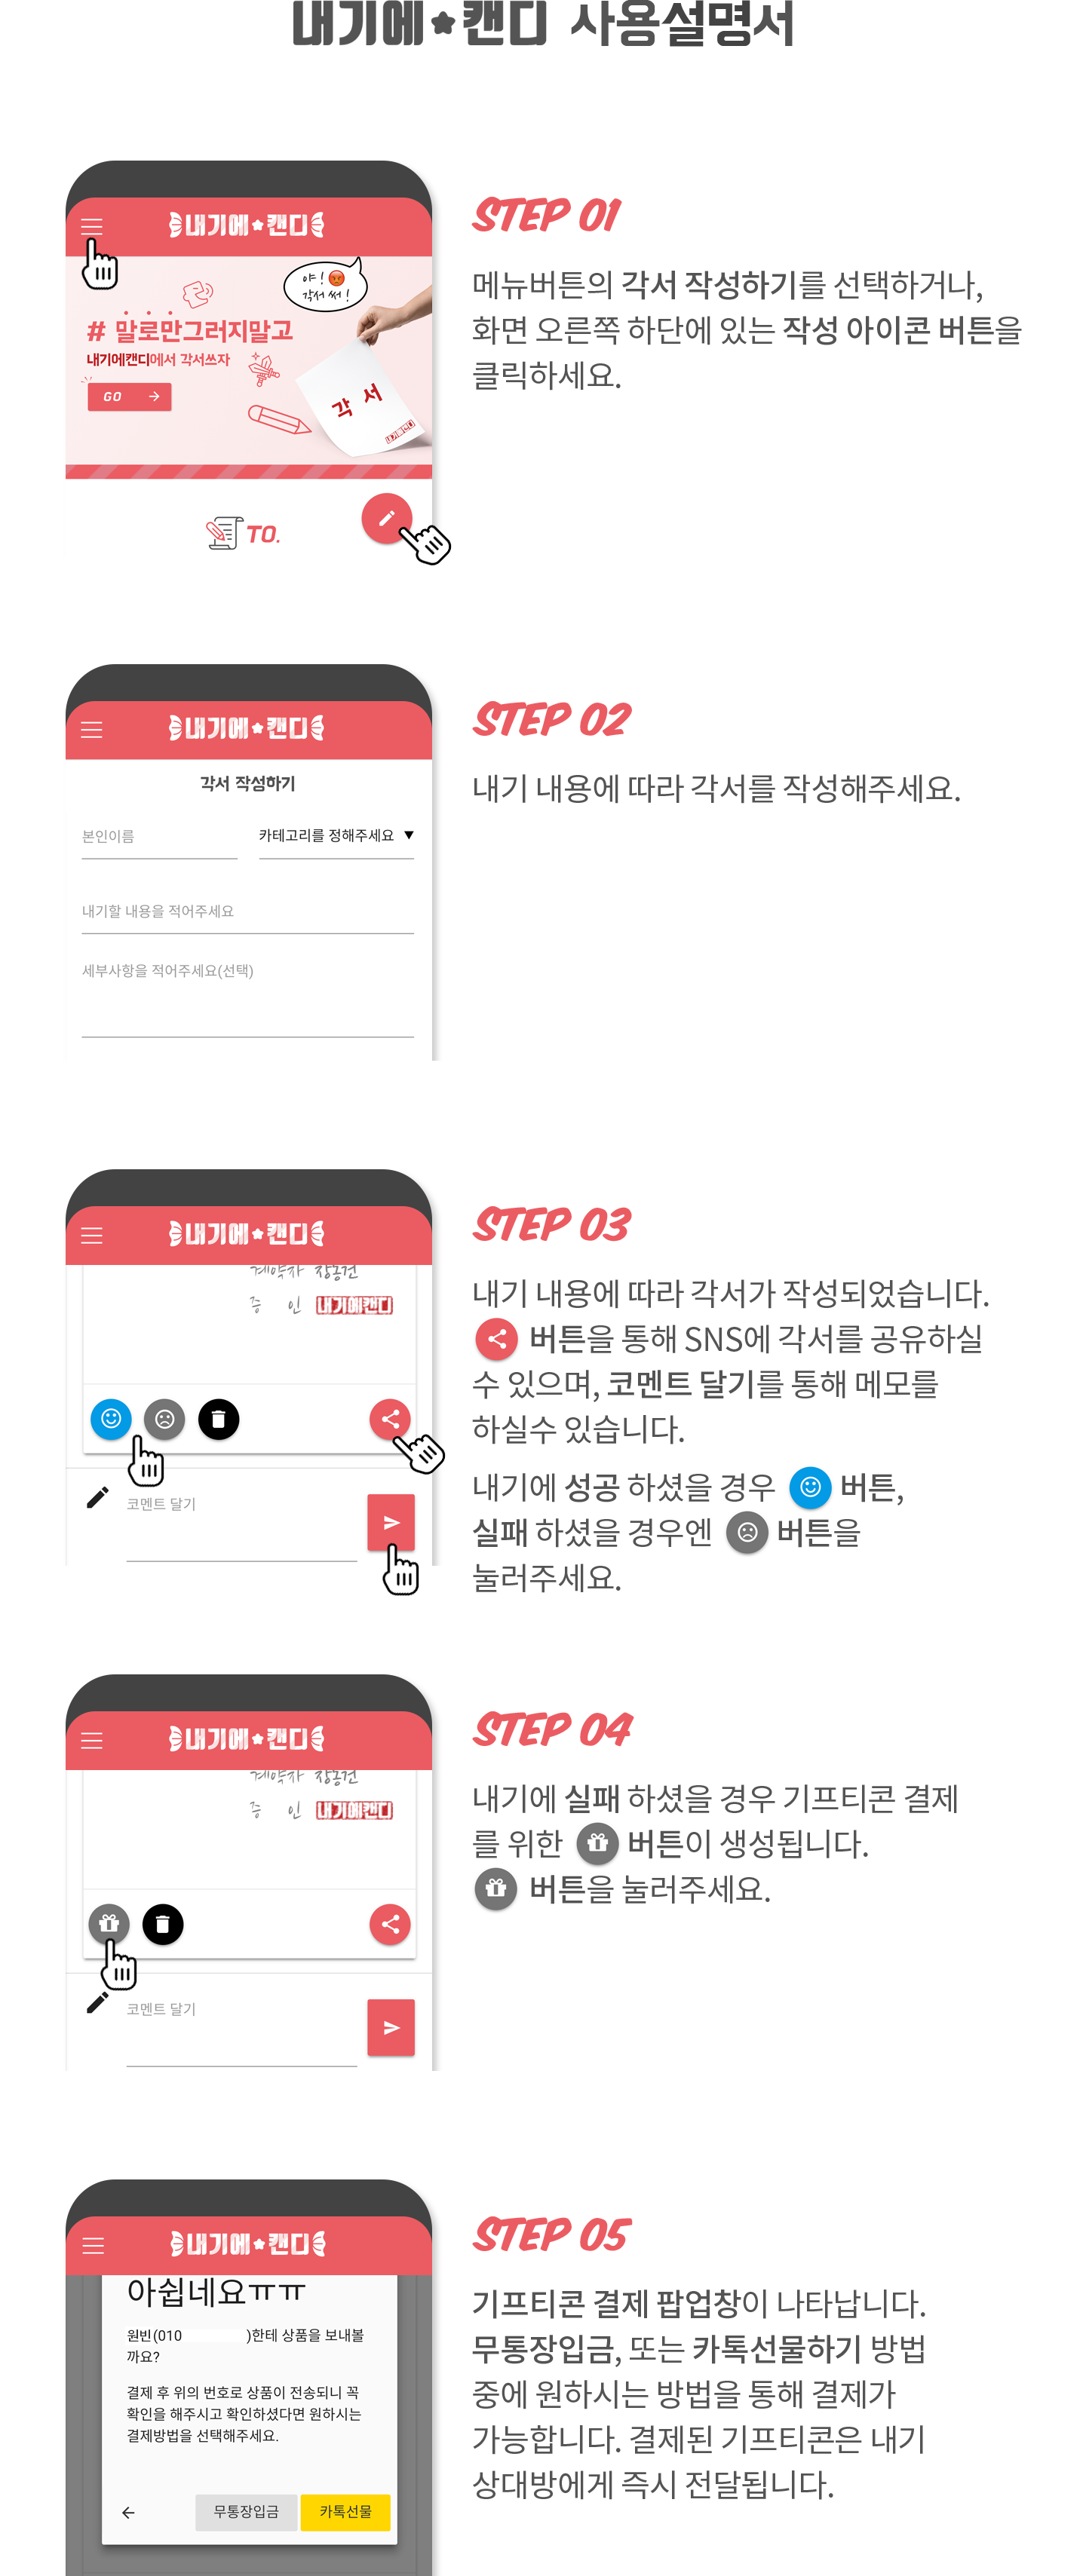 내기에★캔디 사용설명서
내기에★캔디
야!
각서 써!
# 말로만그러지말고
내기에캔디에서 각서쓰자
GO →
각 서
내기에캔디
TO.
STEP 01
메뉴버튼의 각서 작성하기를 선택하거나,
화면 오른쪽 하단에 있는 작성 아이콘 버튼을
클릭하세요.
내기에★캔디
각서 작성하기
본인이름
카테고리를 정해주세요 ▼
내기할 내용을 적어주세요
세부사항을 적어주세요(선택)
STEP 02
내기 내용에 따라 각서를 작성해주세요.
내기에★캔디
계약자 장동건
증 인 내기에캔디
코멘트 달기
STEP 03
내기 내용에 따라 각서가 작성되었습니다.
버튼을 통해 SNS에 각서를 공유하실
수 있으며, 코멘트 달기를 통해 메모를
하실수 있습니다.
내기에 성공 하셨을 경우 버튼,
실패 하셨을 경우엔 버튼을
눌러주세요.
내기에★캔디
계약자 장동건
증 인 내기에캔디
코멘트 달기
STEP 04
내기에 실패 하셨을 경우 기프티콘 결제
를 위한 버튼이 생성됩니다.
버튼을 눌러주세요.
내기에★캔디
아쉽네요ㅠㅠ
원빈(010 )한테 상품을 보내볼
까요?
결제 후 위의 번호로 상품이 전송되니 꼭
확인을 해주시고 확인하셨다면 원하시는
결제방법을 선택해주세요.
← 무통장입금 카톡선물
STEP 05
기프티콘 결제 팝업창이 나타납니다.
무통장입금, 또는 카톡선물하기 방법
중에 원하시는 방법을 통해 결제가
가능합니다. 결제된 기프티콘은 내기
상대방에게 즉시 전달됩니다.